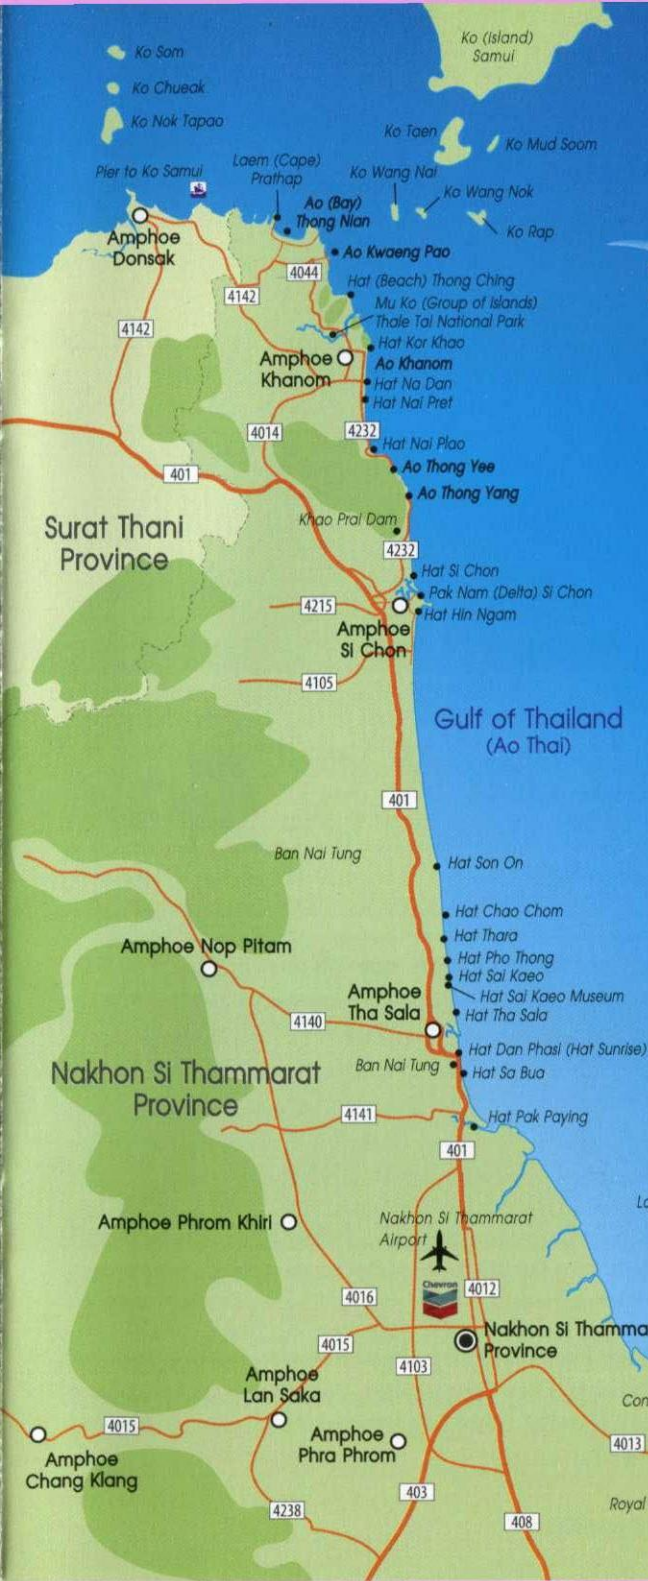 Ko (Island)
Samui
Ko Som
Ko Chueak
Ko Nok Tapao
Ko Taen
Ko Mud Soom
Pier to Ko Samui
Laem (Cape)
Prathap
Ko Wang Nai
Ko Wang Nok
Ko Rap
Ao (Bay)
Thong Nian
Amphoe
Donsak
Ao Kwaeng Pao
4044
Hat (Beach) Thong Ching
4142
Mu Ko (Group of Islands)
Thale Tai National Park
4142
Hat Kor Khao
Amphoe
Khanom
Ao Khanom
Hat Na Dan
Hat Nai Pret
4014
4232
Hat Nai Plao
401
Ao Thong Yee
Ao Thong Yang
Surat Thani
Province
Khao Prai Dam
4232
Hat Si Chon
Pak Nam (Delta) Si Chon
4215
Hat Hin Ngam
Amphoe
Si Chon
4105
Gulf of Thailand
(Ao Thai)
401
Ban Nai Tung
Hat Son On
Hat Chao Chom
Hat Thara
Amphoe Nop Pitam
Hat Pho Thong
Hat Sai Kaeo
Hat Sai Kaeo Museum
Amphoe
Tha Sala
Hat Tha Sala
4140
Hat Dan Phasi (Hat Sunrise)
Ban Nai Tung
Hat Sa Bua
Nakhon Si Thammarat
Province
4141
Hat Pak Paying
401
Amphoe Phrom Khiri
Nakhon Si Thammarat
Airport
Chevron
4012
4016
Nakhon Si Thamma
Province
4015
4103
Amphoe
Lan Saka
Con
4015
Amphoe
Phra Phrom
4013
Amphoe
Chang Klang
403
4238
408
Royal